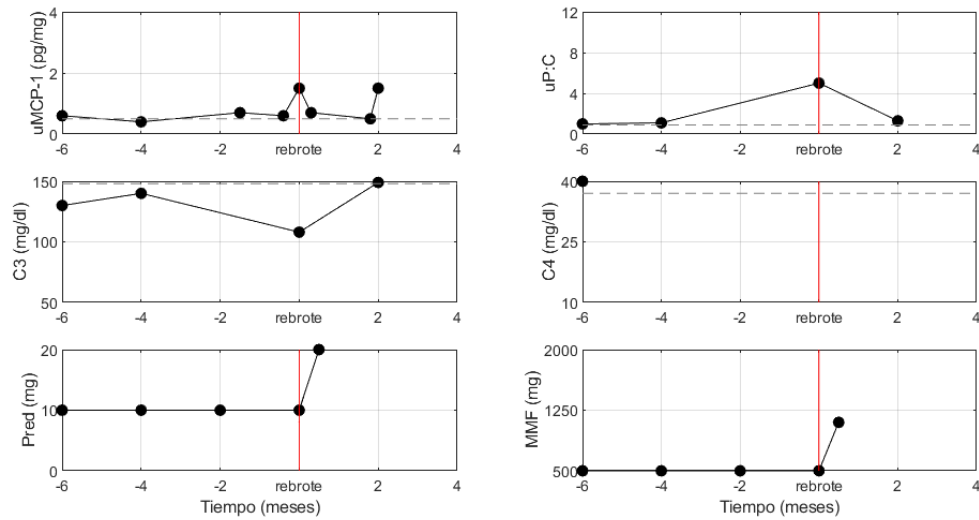 uMCP-1 (pg/mg)
4
2
0
-6 -4 -2 rebrote 2 4
uP:C
12
8
4
0
-6 -4 -2 rebrote 2 4
C3 (mg/dl)
150
100
50
-6 -4 -2 rebrote 2 4
C4 (mg/dl)
40
25
10
-6 -4 -2 rebrote 2 4
Pred (mg)
20
10
0
-6 -4 -2 rebrote 2 4
Tiempo (meses)
MMF (mg)
2000
1250
500
-6 -4 -2 rebrote 2 4
Tiempo (meses)